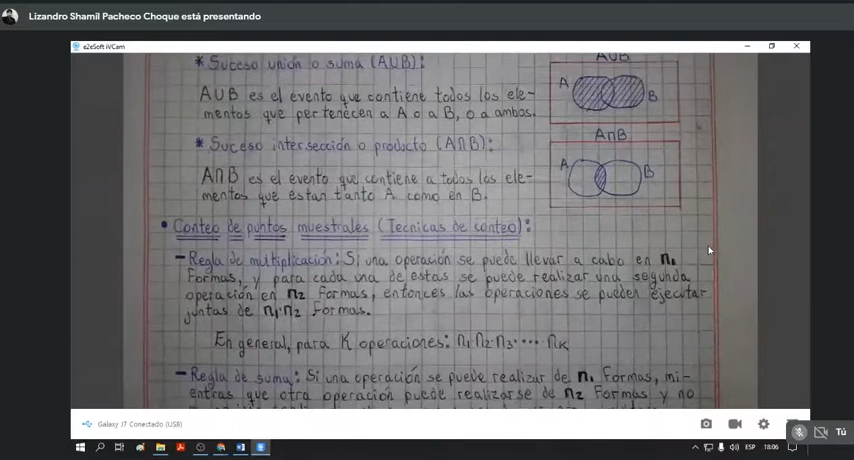 Lizandro Shamil Pacheco Choque está presentando
e2eSoft iVCam
* Suceso unión o suma (AUB):
AUB
AUB es el evento que contiene todos los ele-
mentos que pertenecen a A o a B, o a ambos.
A
B
* Suceso intersección o producto (A∩B):
A∩B
A∩B es el evento que contiene a todos los ele-
mentos que estan tanto A como en B.
A
B
• Conteo de puntos muestrales (Tecnicas de conteo):
- Regla de multiplicación: Si una operación se puede llevar a cabo en n₁
Formas, y para cada una de estas se puede realizar una segunda
operación en n₂ Formas, entonces las operaciones se pueden ejecutar
juntas de n₁·n₂ Formas.
En general, para K operaciones: n₁·n₂·n₃·····nₖ
- Regla de suma: Si una operación se puede realizar de n₁ Formas, mi-
entras que otra operación puede realizarse de n₂ Formas y no
Galaxy J7 Conectado (USB)
Tú
ESP
18:06